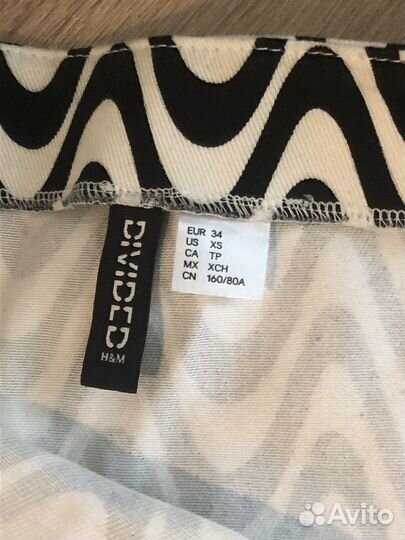 DIVIDED
H&M
EUR 34
US XS
CA TP
MX XCH
CN 160/80A
Avito